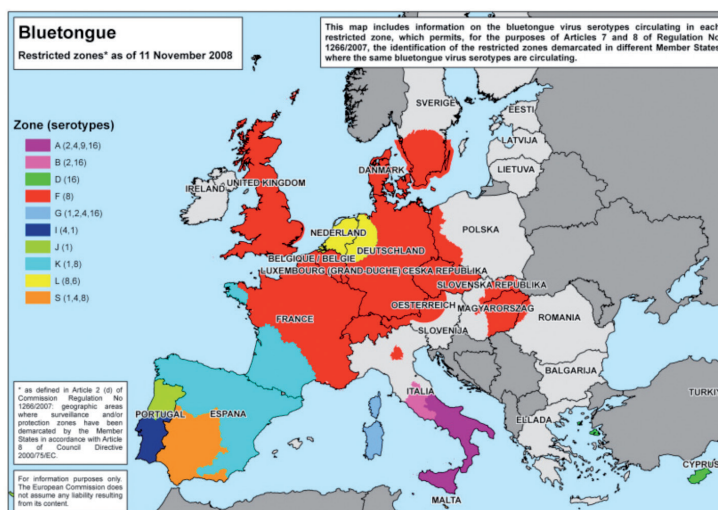 Bluetongue
Restricted zones* as of 11 November 2008
This map includes information on the bluetongue virus serotypes circulating in each
restricted zone, which permits, for the purposes of Articles 7 and 8 of Regulation No
1266/2007, the identification of the restricted zones demarcated in different Member States
where the same bluetongue virus serotypes are circulating.
Zone (serotypes)
A (2,4,9,16)
B (2,16)
D (16)
F (8)
G (1,2,4,16)
I (4,1)
J (1)
K (1,8)
L (8,6)
S (1,4,8)
SVERIGE
EESTI
LATVIJA
LIETUVA
DANMARK
IRELAND
UNITED KINGDOM
NEDERLAND
POLSKA
DEUTSCHLAND
BELGIQUE / BELGIE
LUXEMBOURG (GRAND-DUCHE)
CESKA REPUBLIKA
SLOVENSKA REPUBLIKA
OESTERREICH
MAGYARORSZAG
FRANCE
SLOVENIJA
ROMANIA
BALGARIJA
ITALIA
PORTUGAL
ESPANA
ELLADA
TURKI
CYPRUS
MALTA
* as defined in Article 2 (d) of
Commission Regulation No
1266/2007: geographic areas
where surveillance and/or
protection zones have been
demarcated by the Member
States in accordance with Article
8 of Council Directive
2000/75/EC.
For information purposes only.
The European Commission does
not assume any liability resulting
from its content.